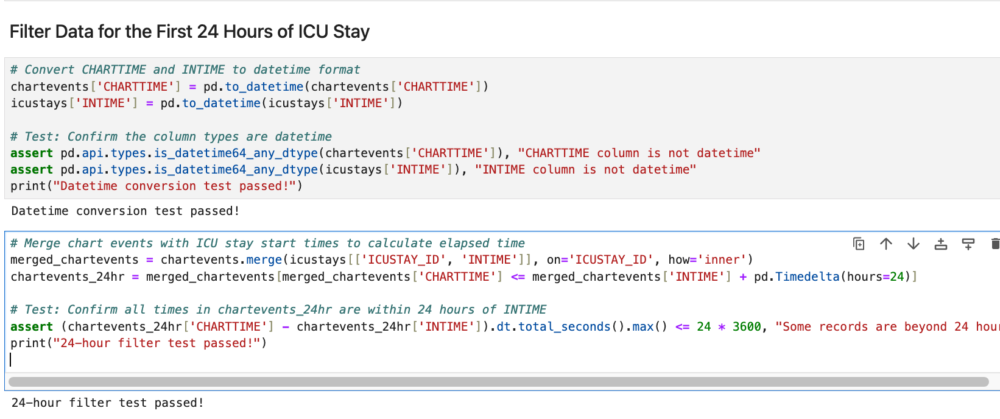 Filter Data for the First 24 Hours of ICU Stay
# Convert CHARTTIME and INTIME to datetime format
chartevents['CHARTTIME'] = pd.to_datetime(chartevents['CHARTTIME'])
icustays['INTIME'] = pd.to_datetime(icustays['INTIME'])
# Test: Confirm the column types are datetime
assert pd.api.types.is_datetime64_any_dtype(chartevents['CHARTTIME']), "CHARTTIME column is not datetime"
assert pd.api.types.is_datetime64_any_dtype(icustays['INTIME']), "INTIME column is not datetime"
print("Datetime conversion test passed!")
Datetime conversion test passed!
# Merge chart events with ICU stay start times to calculate elapsed time
merged_chartevents = chartevents.merge(icustays[['ICUSTAY_ID', 'INTIME']], on='ICUSTAY_ID', how='inner')
chartevents_24hr = merged_chartevents[merged_chartevents['CHARTTIME'] <= merged_chartevents['INTIME'] + pd.Timedelta(hours=24)]
# Test: Confirm all times in chartevents_24hr are within 24 hours of INTIME
assert (chartevents_24hr['CHARTTIME'] - chartevents_24hr['INTIME']).dt.total_seconds().max() <= 24 * 3600, "Some records are beyond 24 hou
print("24-hour filter test passed!")
24-hour filter test passed!